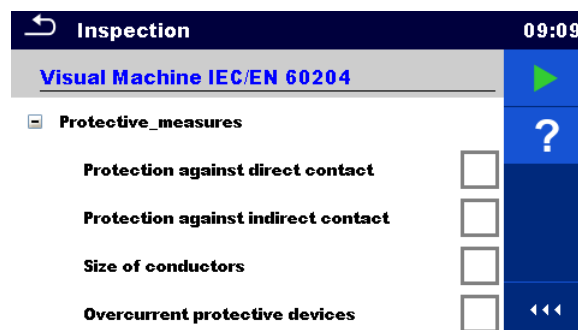 Inspection
09:09
Visual Machine IEC/EN 60204
Protective_measures
?
Protection against direct contact
Protection against indirect contact
Size of conductors
Overcurrent protective devices